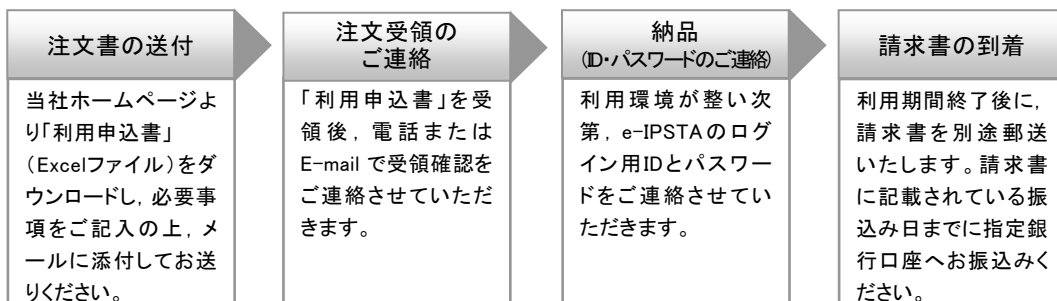 注文書の送付
当社ホームページよ
り「利用申込書」
（Excelファイル）をダ
ウンロードし，必要事
項をご記入の上，メ
ールに添付してお送
りください。
注文受領の
ご連絡
「利用申込書」を受
領後，電話または
E-mail で受領確認を
ご連絡させていただ
きます。
納品
（ID・パスワードのご連絡）
利用環境が整い次
第，e-IPSTAのログ
イン用IDとパスワー
ドをご連絡させてい
ただきます。
請求書の到着
利用期間終了後に，
請求書を別途郵送
いたします。請求書
に記載されている振
込み日までに指定銀
行口座へお振込みく
ださい。